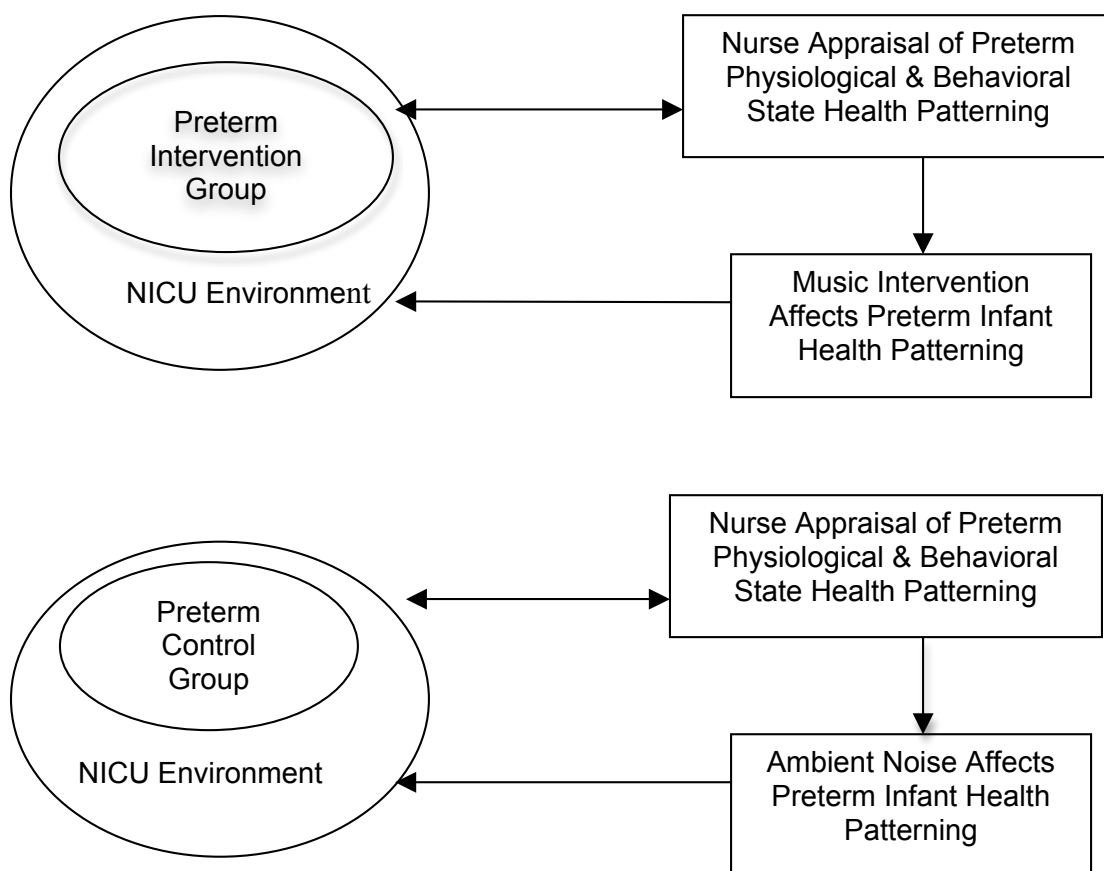 Preterm
Intervention
Group
NICU Environment
Nurse Appraisal of Preterm
Physiological & Behavioral
State Health Patterning
Music Intervention
Affects Preterm Infant
Health Patterning
Preterm
Control
Group
NICU Environment
Nurse Appraisal of Preterm
Physiological & Behavioral
State Health Patterning
Ambient Noise Affects
Preterm Infant Health
Patterning